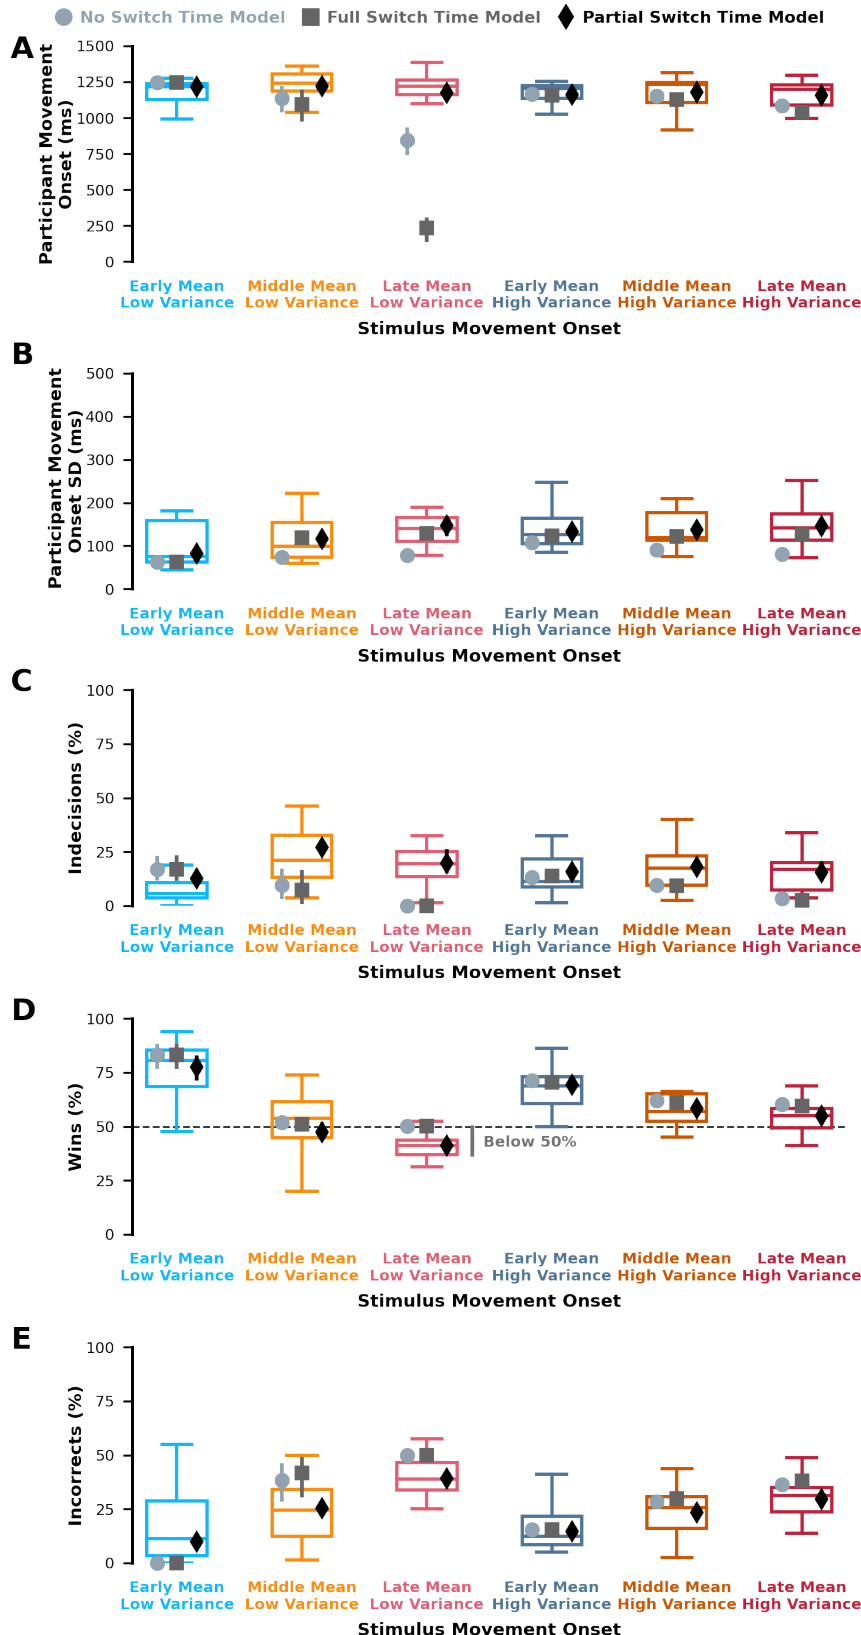 No Switch Time Model Full Switch Time Model Partial Switch Time Model
A
Participant Movement
Onset (ms)
1500
1250
1000
750
500
250
0
Early Mean Middle Mean Late Mean Early Mean Middle Mean Late Mean
Low Variance Low Variance Low Variance High Variance High Variance High Variance
Stimulus Movement Onset
B
Participant Movement
Onset SD (ms)
500
400
300
200
100
0
Early Mean Middle Mean Late Mean Early Mean Middle Mean Late Mean
Low Variance Low Variance Low Variance High Variance High Variance High Variance
Stimulus Movement Onset
C
Indecisions (%)
100
75
50
25
0
Early Mean Middle Mean Late Mean Early Mean Middle Mean Late Mean
Low Variance Low Variance Low Variance High Variance High Variance High Variance
Stimulus Movement Onset
D
Wins (%)
100
75
50
25
0
Below 50%
Early Mean Middle Mean Late Mean Early Mean Middle Mean Late Mean
Low Variance Low Variance Low Variance High Variance High Variance High Variance
Stimulus Movement Onset
E
Incorrects (%)
100
75
50
25
0
Early Mean Middle Mean Late Mean Early Mean Middle Mean Late Mean
Low Variance Low Variance Low Variance High Variance High Variance High Variance
Stimulus Movement Onset